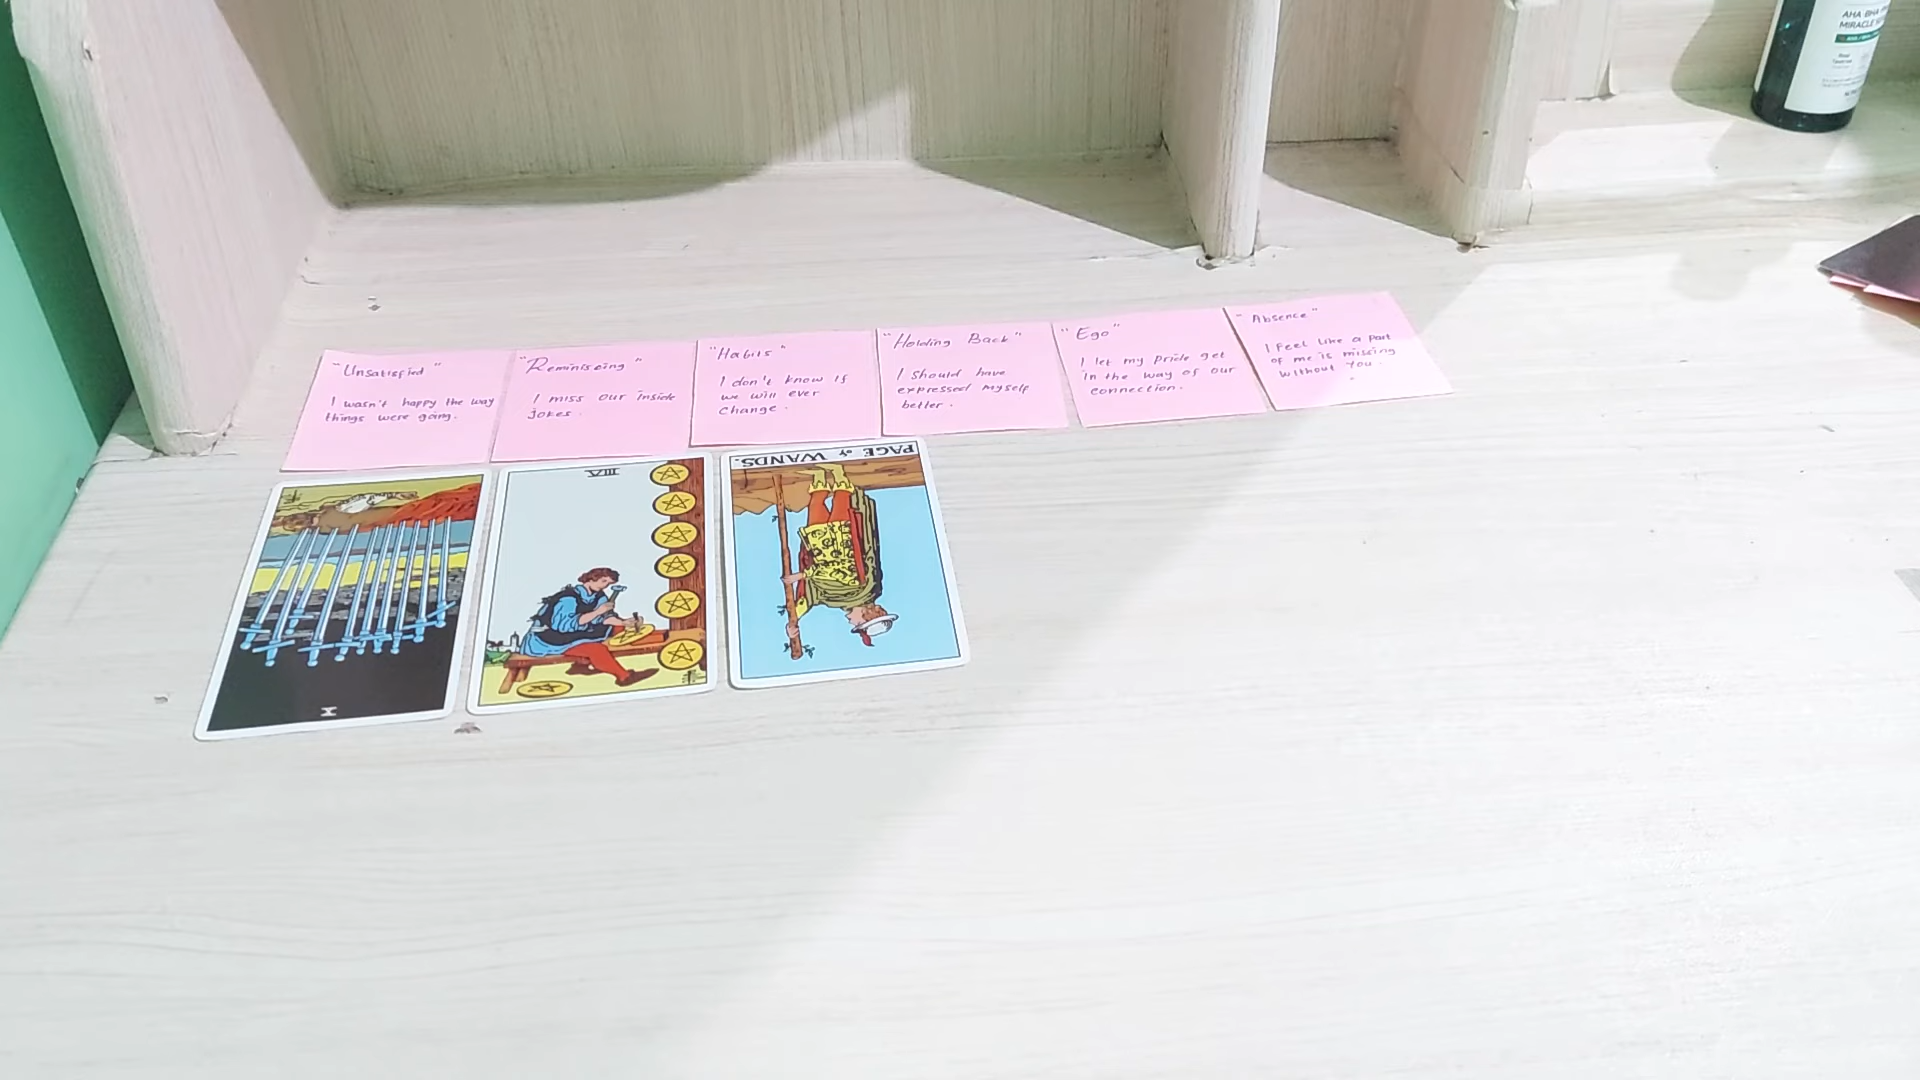 "Unsatisfied"
I wasn't happy the way
things were going.
"Reminiscing"
I miss our inside
Jokes.
"Habits"
I don't know if
we will ever
change.
"Holding Back"
I should have
expressed myself
better.
"Ego"
I let my pride get
in the way of our
connection.
"Absence"
I feel like a part
of me is missing
without you.
X
VIII
PAGE of WANDS.
AHA BHA
MIRACLE